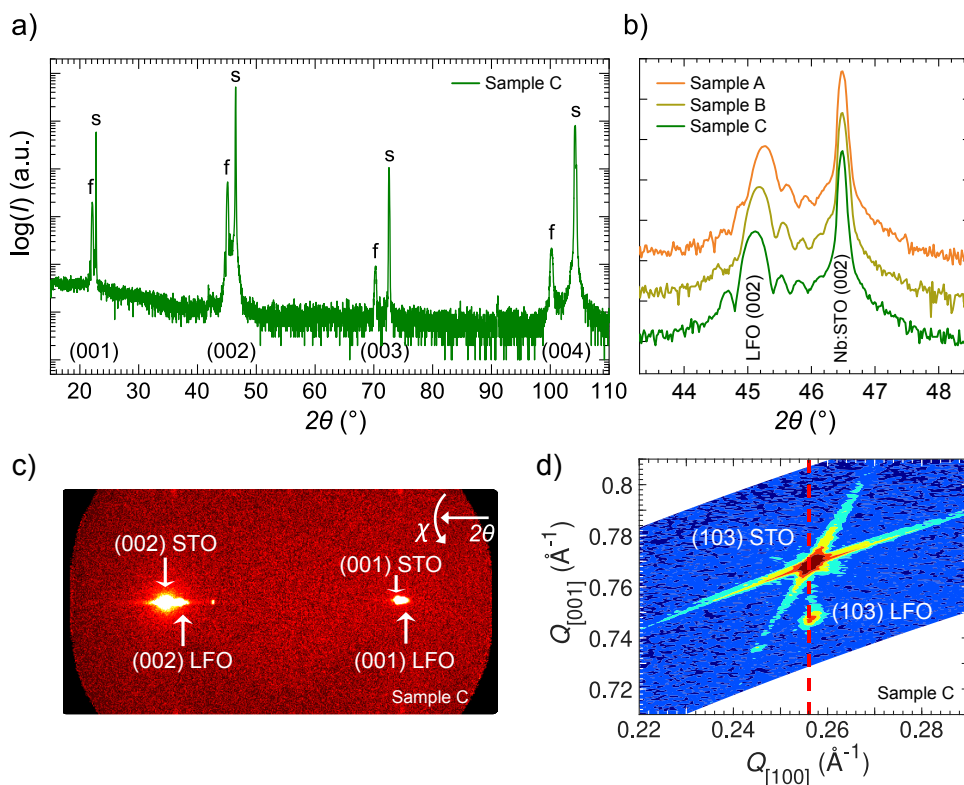 a)
Sample C
s
f
s
f
s
f
s
f
log(I) (a.u.)
(001)
(002)
(003)
(004)
20
30
40
50
60
70
80
90
100
110
2θ (°)
b)
Sample A
Sample B
Sample C
LFO (002)
Nb:STO (002)
44
45
46
47
48
2θ (°)
c)
χ
2θ
(002) STO
(001) STO
(002) LFO
(001) LFO
Sample C
d)
Q[001] (Å-1)
0.8
0.78
0.76
0.74
0.72
(103) STO
(103) LFO
Sample C
0.22
0.24
0.26
0.28
Q[100] (Å-1)